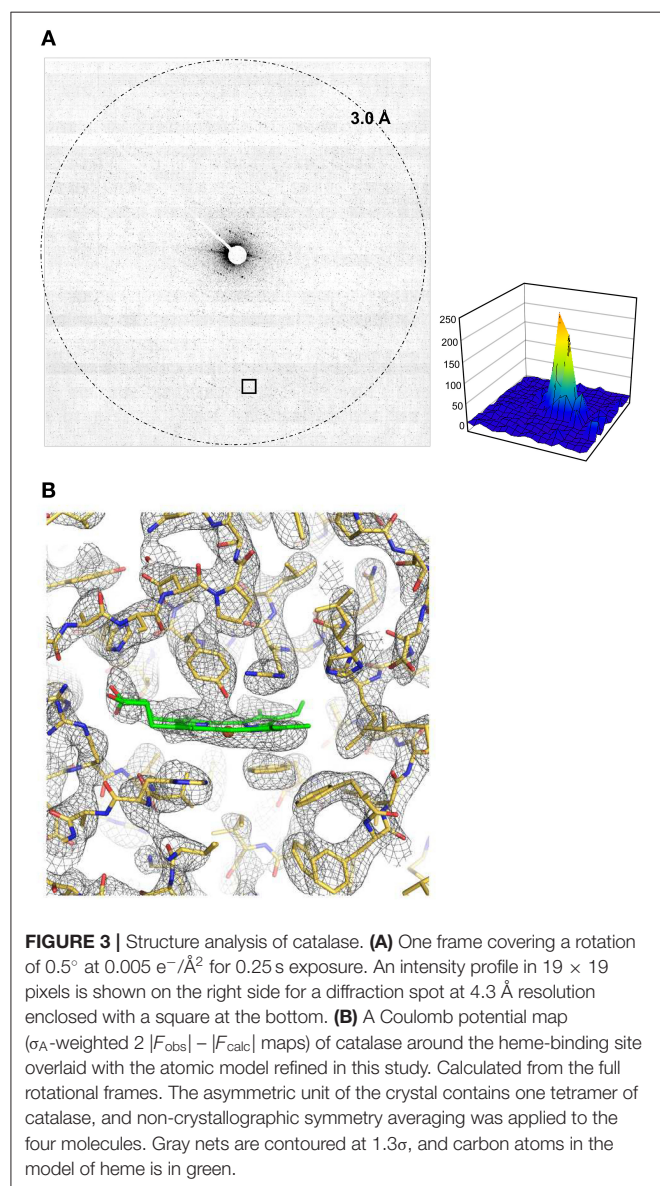 A
3.0 Å
250
200
150
100
50
0
B
FIGURE 3 | Structure analysis of catalase. (A) One frame covering a rotation
of 0.5° at 0.005 e⁻/Å² for 0.25 s exposure. An intensity profile in 19 × 19
pixels is shown on the right side for a diffraction spot at 4.3 Å resolution
enclosed with a square at the bottom. (B) A Coulomb potential map
(σA-weighted 2 |Fobs| – |Fcalc| maps) of catalase around the heme-binding site
overlaid with the atomic model refined in this study. Calculated from the full
rotational frames. The asymmetric unit of the crystal contains one tetramer of
catalase, and non-crystallographic symmetry averaging was applied to the
four molecules. Gray nets are contoured at 1.3σ, and carbon atoms in the
model of heme is in green.